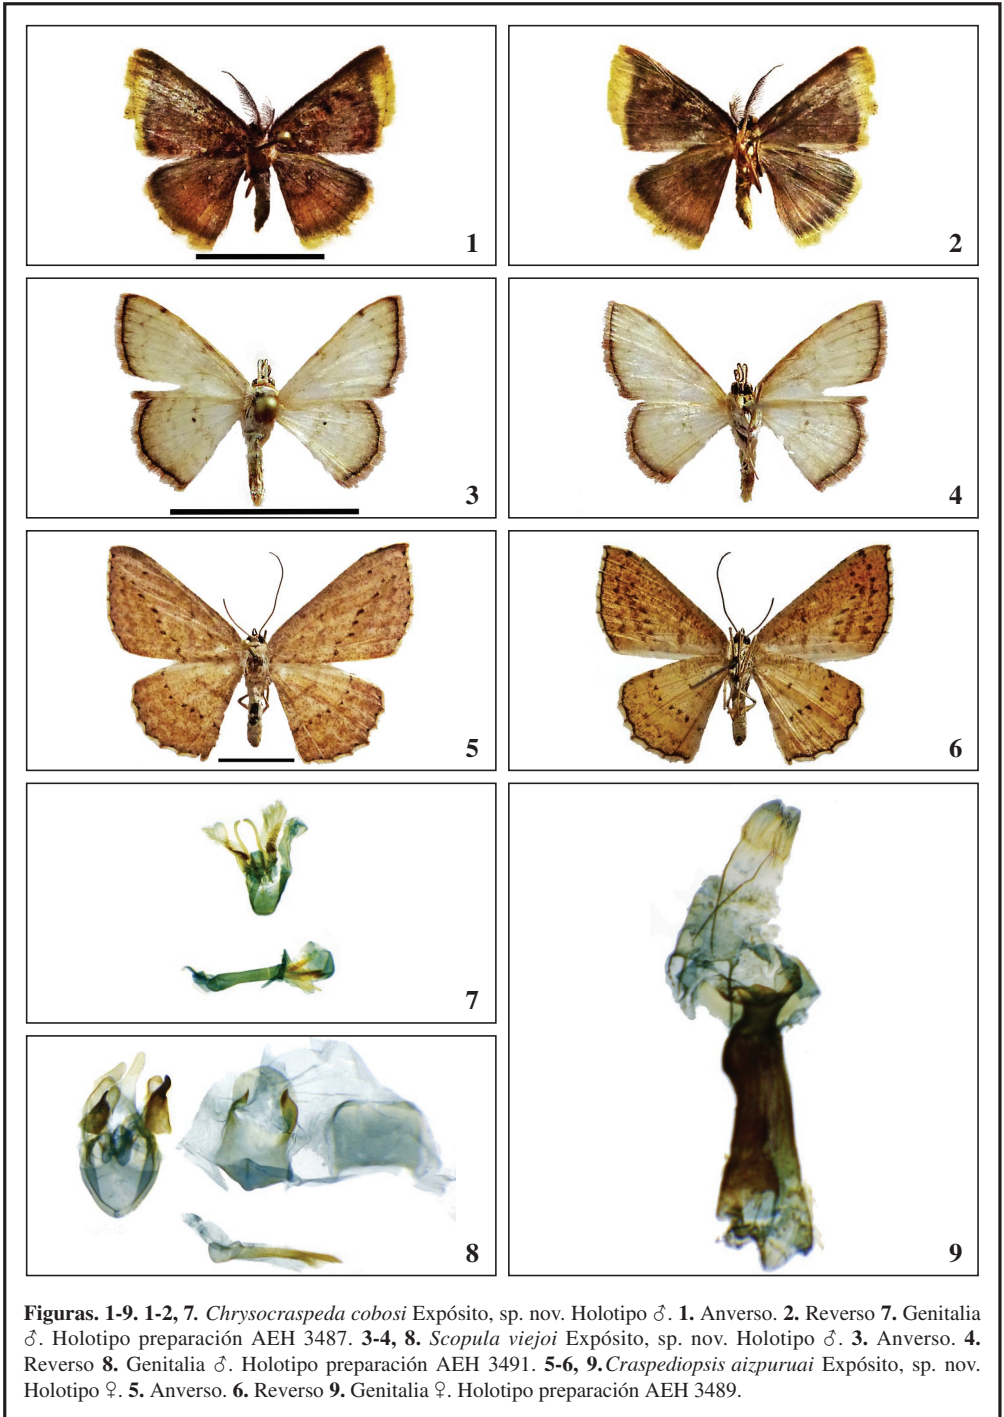 1
2
3
4
5
6
7
8
9
Figuras. 1-9. 1-2, 7. Chrysocraspeda cobosi Expósito, sp. nov. Holotipo ♂. 1. Anverso. 2. Reverso 7. Genitalia
♂. Holotipo preparación AEH 3487. 3-4, 8. Scopula viejoi Expósito, sp. nov. Holotipo ♂. 3. Anverso. 4.
Reverso 8. Genitalia ♂. Holotipo preparación AEH 3491. 5-6, 9. Craspediopsis aizpuruai Expósito, sp. nov.
Holotipo ♀. 5. Anverso. 6. Reverso 9. Genitalia ♀. Holotipo preparación AEH 3489.